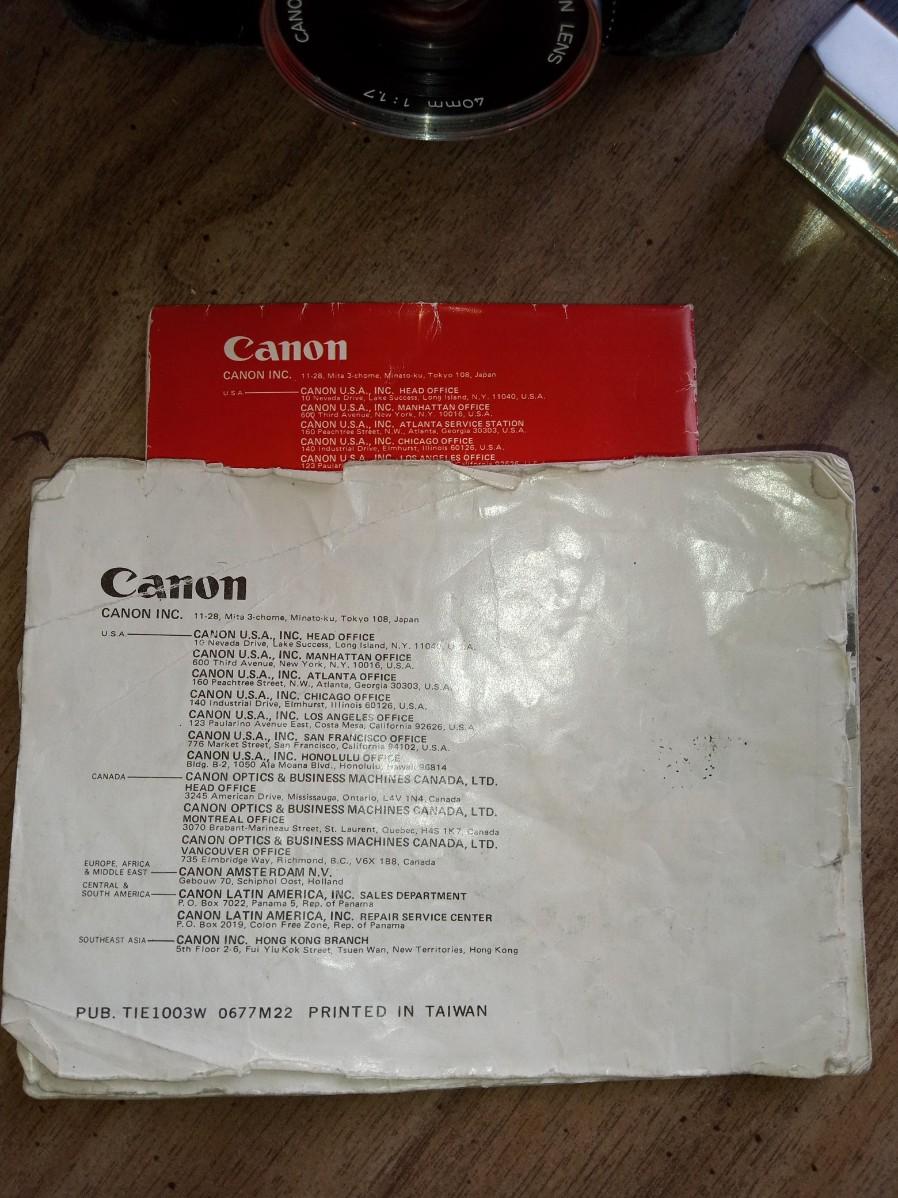 CANO
N LENS
40mm 1:1.7
Canon
CANON INC. 11-28, Mita 3-chome, Minato-ku, Tokyo 108, Japan
U.S.A. CANON U.S.A., INC. HEAD OFFICE
10 Nevada Drive, Lake Success, Long Island, N.Y. 11040, U.S.A.
CANON U.S.A., INC. MANHATTAN OFFICE
600 Third Avenue, New York, N.Y. 10016, U.S.A.
CANON U.S.A., INC. ATLANTA SERVICE STATION
160 Peachtree Street, N.W., Atlanta, Georgia 30303, U.S.A.
CANON U.S.A., INC. CHICAGO OFFICE
140 Industrial Drive, Elmhurst, Illinois 60126, U.S.A.
CANON U.S.A., INC. LOS ANGELES OFFICE
123 Paular
Canon
CANON INC. 11-28, Mita 3-chome, Minato-ku, Tokyo 108, Japan
U.S.A. CANON U.S.A., INC. HEAD OFFICE
10 Nevada Drive, Lake Success, Long Island, N.Y. 11040, U.S.A.
CANON U.S.A., INC. MANHATTAN OFFICE
600 Third Avenue, New York, N.Y. 10016, U.S.A.
CANON U.S.A., INC. ATLANTA OFFICE
160 Peachtree Street, N.W., Atlanta, Georgia 30303, U.S.A.
CANON U.S.A., INC. CHICAGO OFFICE
140 Industrial Drive, Elmhurst, Illinois 60126, U.S.A.
CANON U.S.A., INC. LOS ANGELES OFFICE
123 Paularino Avenue East, Costa Mesa, California 92626, U.S.A.
CANON U.S.A., INC. SAN FRANCISCO OFFICE
776 Market Street, San Francisco, California 94102, U.S.A.
CANON U.S.A., INC. HONOLULU OFFICE
Bldg. B-2, 1050 Ala Moana Blvd., Honolulu, Hawaii 96814
CANADA CANON OPTICS & BUSINESS MACHINES CANADA, LTD.
HEAD OFFICE
3245 American Drive, Mississauga, Ontario, L4V 1N4, Canada
CANON OPTICS & BUSINESS MACHINES CANADA, LTD.
MONTREAL OFFICE
3070 Brabant-Marineau Street, St. Laurent, Quebec, H4S 1K7, Canada
CANON OPTICS & BUSINESS MACHINES CANADA, LTD.
VANCOUVER OFFICE
735 Elmbridge Way, Richmond, B.C., V6X 1B8, Canada
EUROPE, AFRICA
& MIDDLE EAST CANON AMSTERDAM N.V.
Gebouw 70, Schiphol Oost, Holland
CENTRAL &
SOUTH AMERICA CANON LATIN AMERICA, INC. SALES DEPARTMENT
P.O. Box 7022, Panama 5, Rep. of Panama
CANON LATIN AMERICA, INC. REPAIR SERVICE CENTER
P.O. Box 2019, Colon Free Zone, Rep. of Panama
SOUTHEAST ASIA CANON INC. HONG KONG BRANCH
5th Floor 2-6, Fui Yiu Kok Street, Tsuen Wan, New Territories, Hong Kong
PUB. TIE1003W 0677M22 PRINTED IN TAIWAN